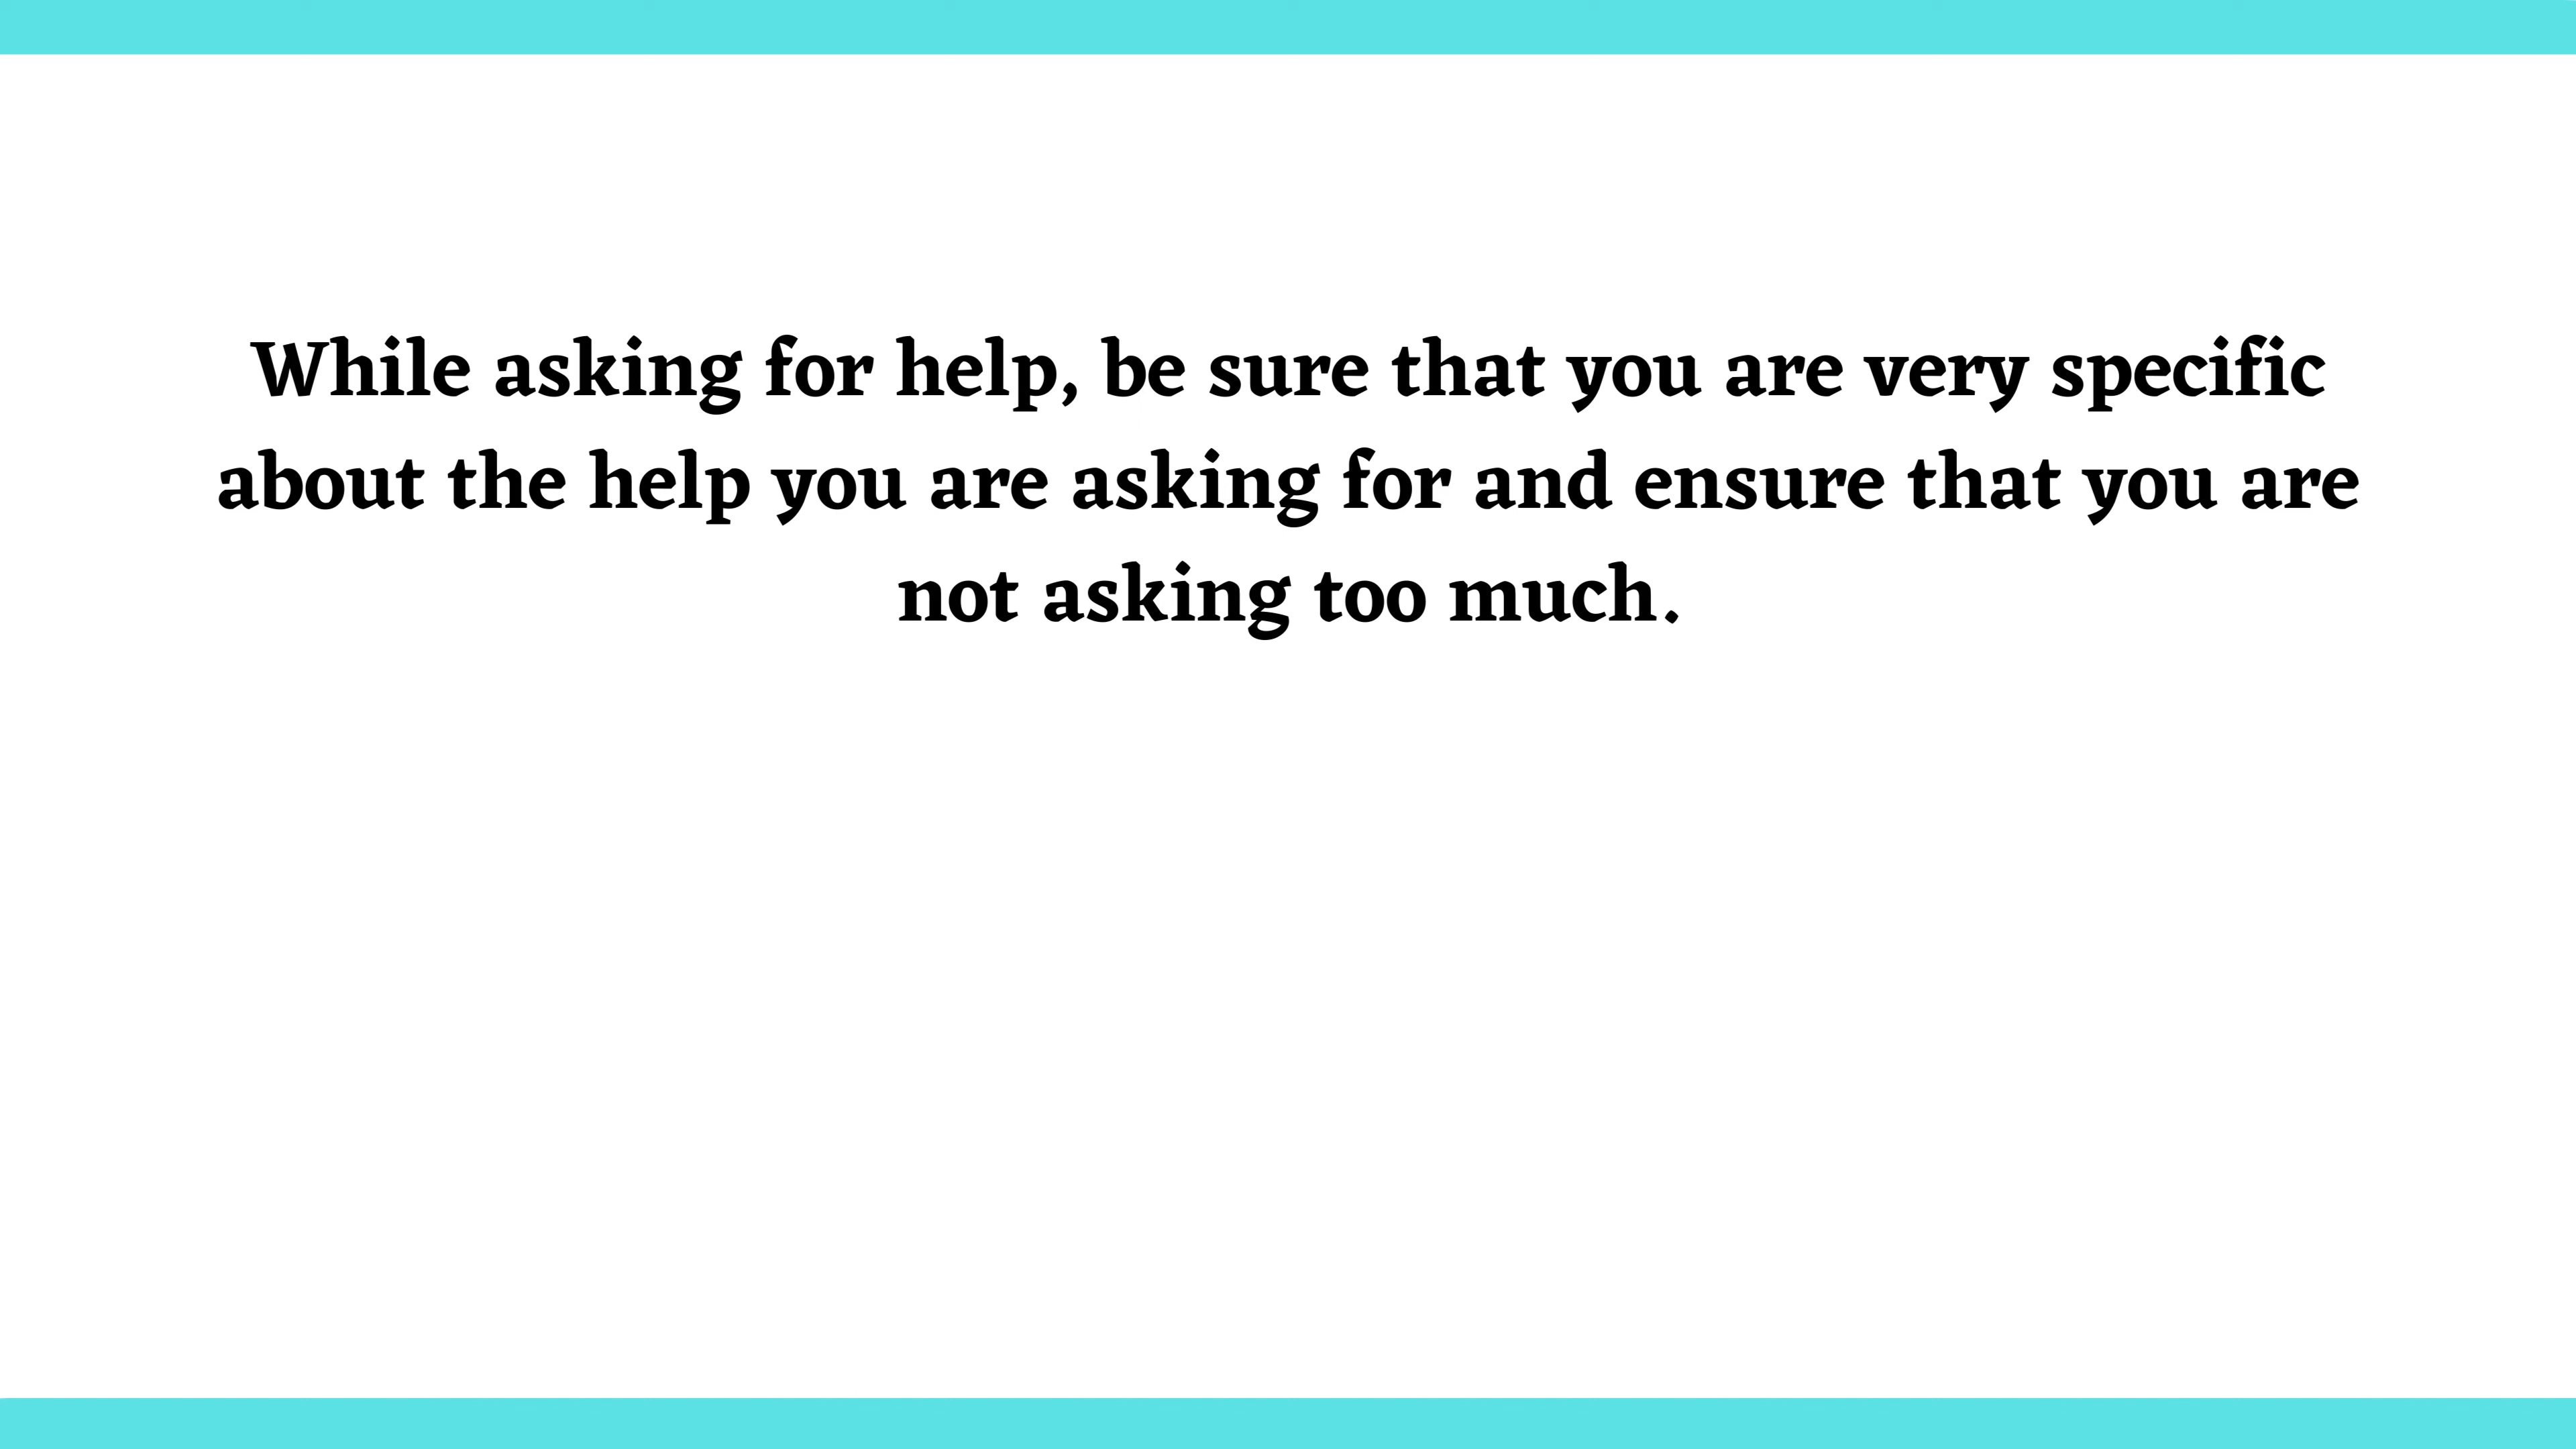 While asking for help, be sure that you are very specific
about the help you are asking for and ensure that you are
not asking too much.